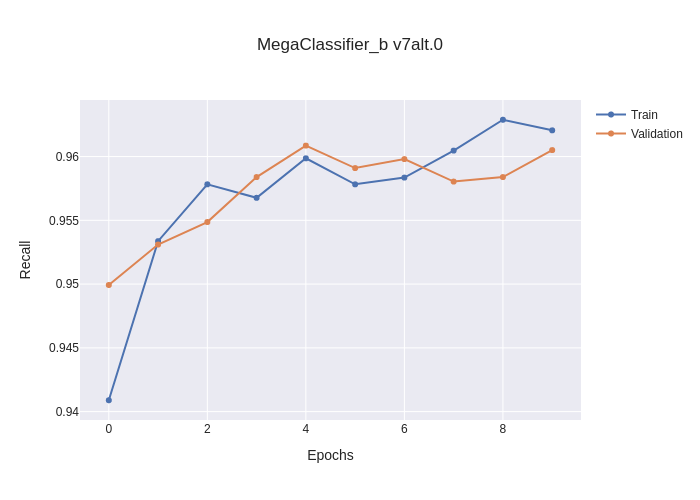 MegaClassifier_b v7alt.0
Train
Validation
0.96
0.955
0.95
0.945
0.94
Recall
0 2 4 6 8
Epochs